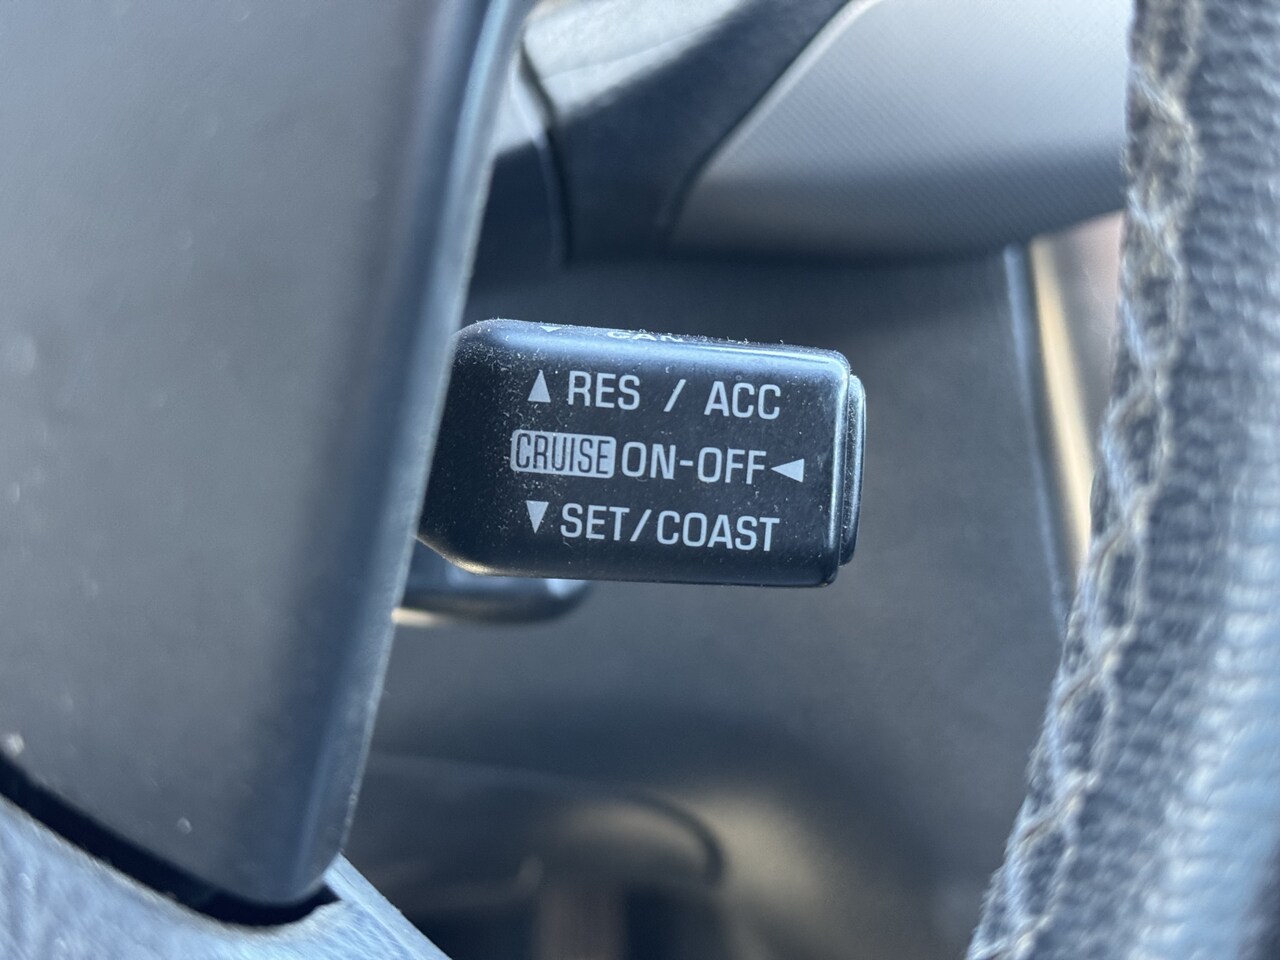 ▲ RES / ACC
CRUISE ON-OFF ◀
▼ SET/COAST